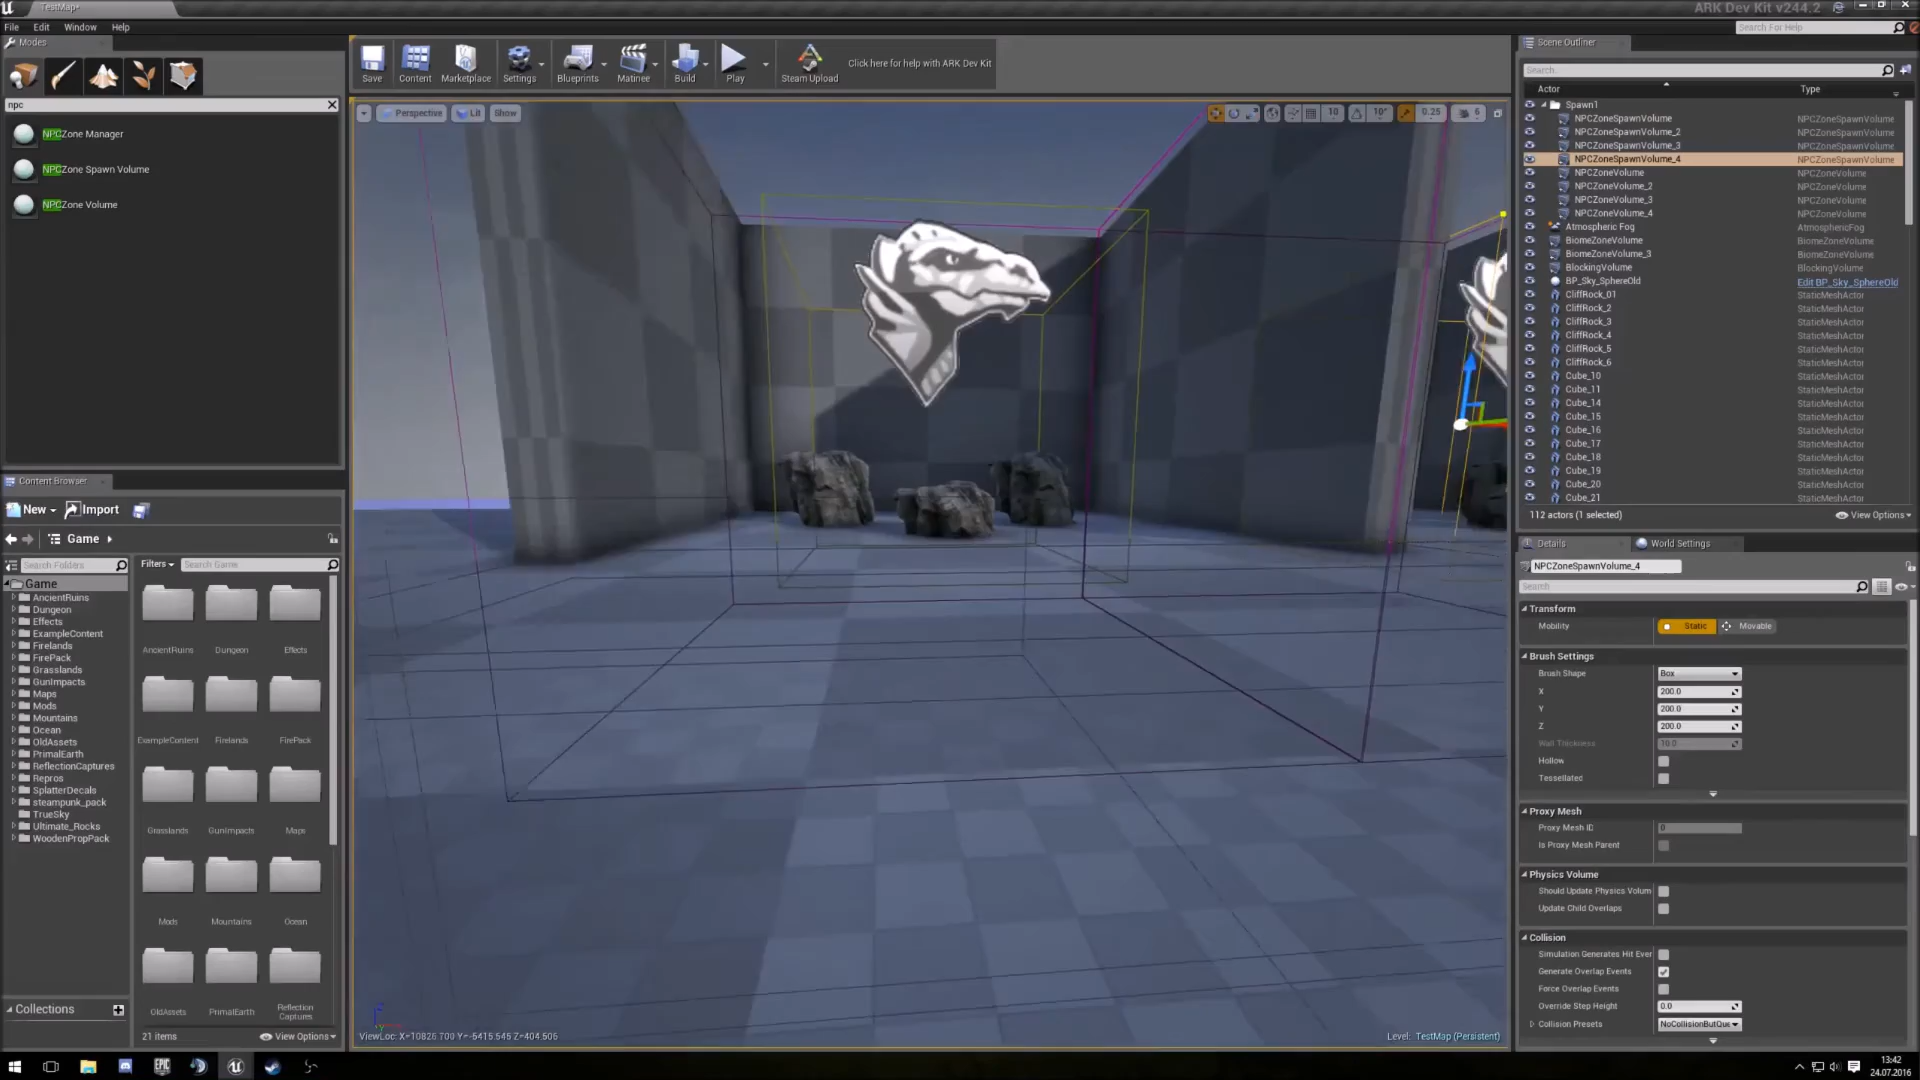 TestMap*
ARK Dev Kit v244.2
File Edit Window Help
Search For Help
Modes
npc
NPCZone Manager
NPCZone Spawn Volume
NPCZone Volume
Save Content Marketplace Settings Blueprints Matinee Build Play Steam Upload Click here for help with ARK Dev Kit
Perspective Lit Show
10 10° 0.25 6
Scene Outliner
Search...
Actor Type
Spawn1
NPCZoneSpawnVolume NPCZoneSpawnVolume
NPCZoneSpawnVolume_2 NPCZoneSpawnVolume
NPCZoneSpawnVolume_3 NPCZoneSpawnVolume
NPCZoneSpawnVolume_4 NPCZoneSpawnVolume
NPCZoneVolume NPCZoneVolume
NPCZoneVolume_2 NPCZoneVolume
NPCZoneVolume_3 NPCZoneVolume
NPCZoneVolume_4 NPCZoneVolume
Atmospheric Fog AtmosphericFog
BiomeZoneVolume BiomeZoneVolume
BiomeZoneVolume_3 BiomeZoneVolume
BlockingVolume BlockingVolume
BP_Sky_SphereOld Edit BP_Sky_SphereOld
CliffRock_01 StaticMeshActor
CliffRock_2 StaticMeshActor
CliffRock_3 StaticMeshActor
CliffRock_4 StaticMeshActor
CliffRock_5 StaticMeshActor
CliffRock_6 StaticMeshActor
Cube_10 StaticMeshActor
Cube_11 StaticMeshActor
Cube_14 StaticMeshActor
Cube_15 StaticMeshActor
Cube_16 StaticMeshActor
Cube_17 StaticMeshActor
Cube_18 StaticMeshActor
Cube_19 StaticMeshActor
Cube_20 StaticMeshActor
Cube_21 StaticMeshActor
112 actors (1 selected) View Options
Content Browser
New Import
Game
Search Folders
Filters Search Game
Game
AncientRuins
Dungeon
Effects
ExampleContent
Firelands
FirePack
Grasslands
GunImpacts
Maps
Mods
Mountains
Ocean
OldAssets
PrimalEarth
ReflectionCaptures
Repros
SplatterDecals
steampunk_pack
TrueSky
Ultimate_Rocks
WoodenPropPack
AncientRuins Dungeon Effects
ExampleContent Firelands FirePack
Grasslands GunImpacts Maps
Mods Mountains Ocean
OldAssets PrimalEarth Reflection Captures
Collections
21 items View Options
ViewLoc: X=10826.700 Y=-5415.545 Z=404.506
Level: TestMap (Persistent)
Details World Settings
NPCZoneSpawnVolume_4
Search
Transform
Mobility Static Movable
Brush Settings
Brush Shape Box
X 200.0
Y 200.0
Z 200.0
Wall Thickness 10.0
Hollow
Tessellated
Proxy Mesh
Proxy Mesh ID 0
Is Proxy Mesh Parent
Physics Volume
Should Update Physics Volum
Update Child Overlaps
Collision
Simulation Generates Hit Ever
Generate Overlap Events
Force Overlap Events
Override Step Height 0.0
Collision Presets NoCollisionButQue
13:42
24.07.2016